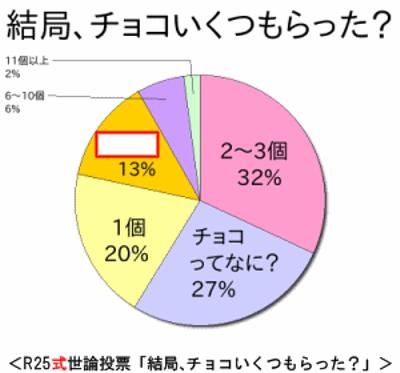 結局、チョコいくつもらった？
11個以上
2%
6～10個
6%
13%
2～3個
32%
1個
20%
チョコ
ってなに？
27%
＜R25式世論投票「結局、チョコいくつもらった？」＞